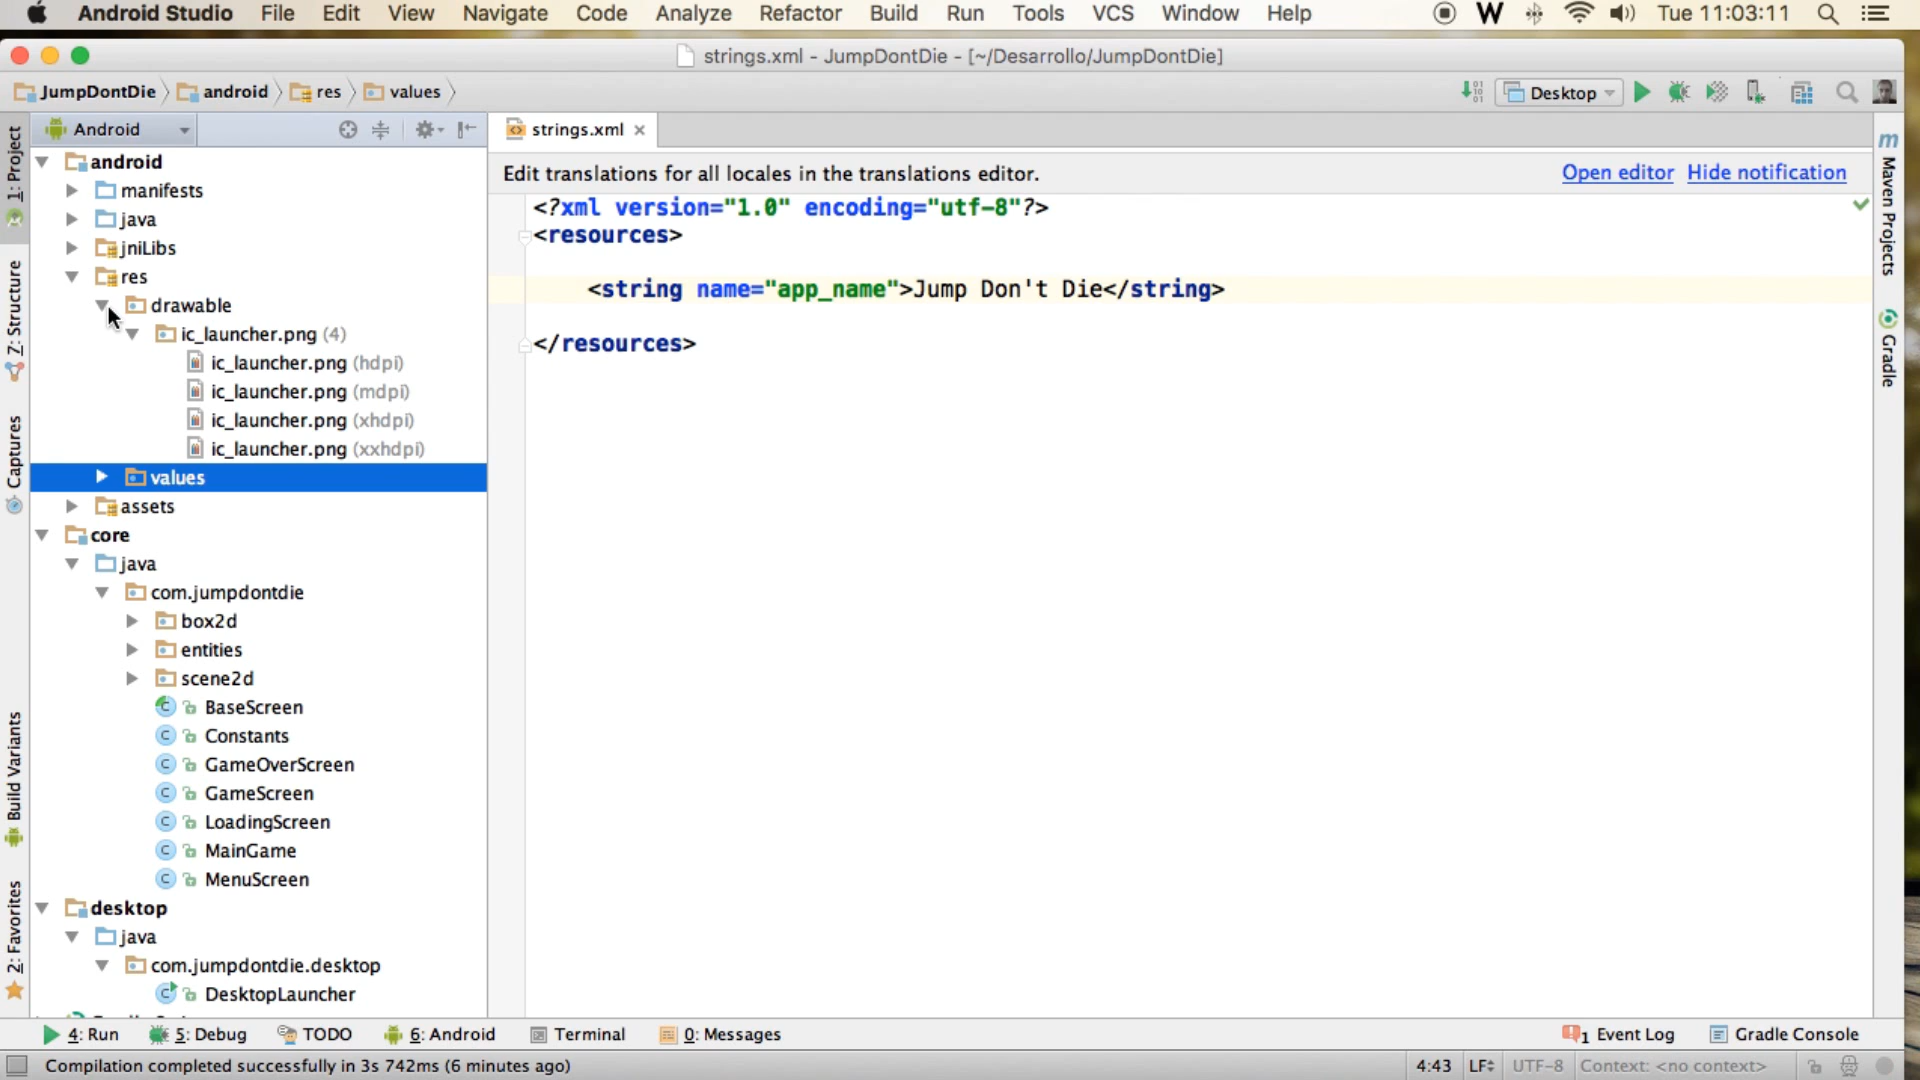 Android Studio File Edit View Navigate Code Analyze Refactor Build Run Tools VCS Window Help W Tue 11:03:11
strings.xml - JumpDontDie - [~/Desarrollo/JumpDontDie]
JumpDontDie android res values Desktop
1: Project
Z: Structure
Captures
Build Variants
2: Favorites
Android
android
manifests
java
jniLibs
res
drawable
ic_launcher.png (4)
ic_launcher.png (hdpi)
ic_launcher.png (mdpi)
ic_launcher.png (xhdpi)
ic_launcher.png (xxhdpi)
values
assets
core
java
com.jumpdontdie
box2d
entities
scene2d
BaseScreen
Constants
GameOverScreen
GameScreen
LoadingScreen
MainGame
MenuScreen
desktop
java
com.jumpdontdie.desktop
DesktopLauncher
strings.xml
Edit translations for all locales in the translations editor. Open editor Hide notification
<?xml version="1.0" encoding="utf-8"?>
<resources>
<string name="app_name">Jump Don't Die</string>
</resources>
m Maven Projects
Gradle
4: Run 5: Debug TODO 6: Android Terminal 0: Messages 1 Event Log Gradle Console
Compilation completed successfully in 3s 742ms (6 minutes ago) 4:43 LF UTF-8 Context: <no context>